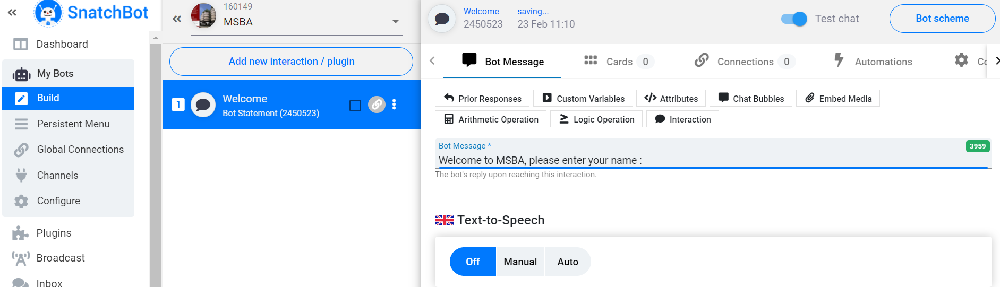 SnatchBot
Dashboard
My Bots
Build
Persistent Menu
Global Connections
Channels
Configure
Plugins
Broadcast
Inbox
160149
MSBA
Add new interaction / plugin
1
Welcome
Bot Statement (2450523)
Welcome saving...
2450523 23 Feb 11:10
Test chat
Bot scheme
Bot Message Cards 0 Connections 0 Automations Co
Prior Responses Custom Variables Attributes Chat Bubbles Embed Media
Arithmetic Operation Logic Operation Interaction
Bot Message * 3959
Welcome to MSBA, please enter your name :
The bot's reply upon reaching this interaction.
Text-to-Speech
Off Manual Auto